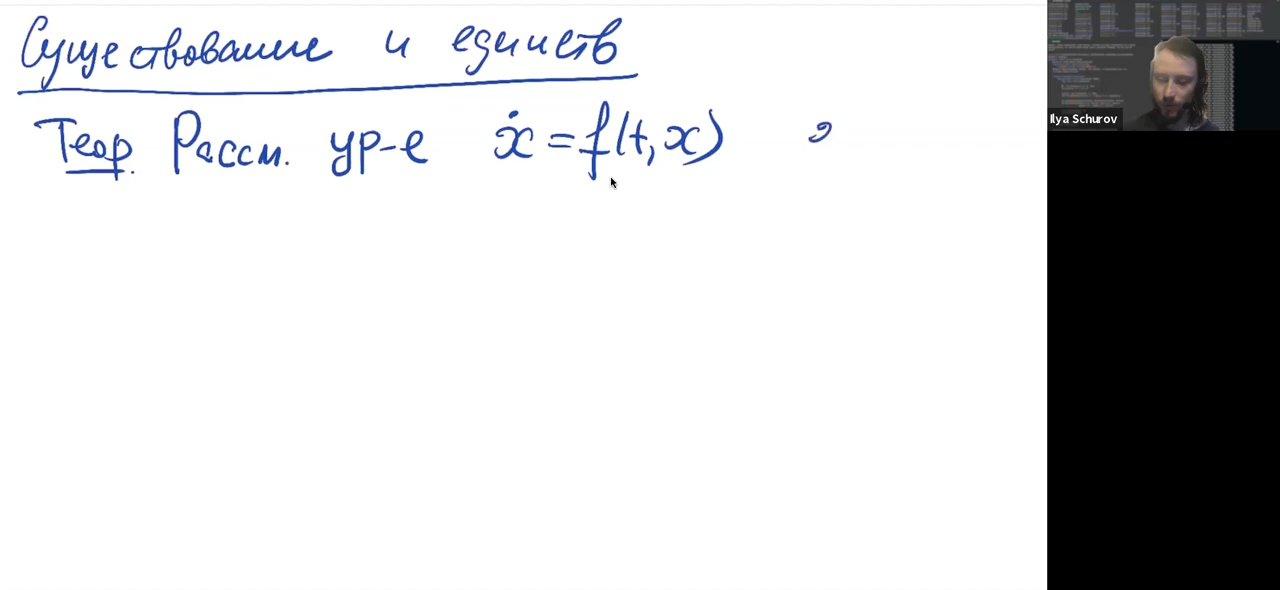 Существование и единств
Теор. Рассм. ур-е ẋ = f(t, x)
Ilya Schurov